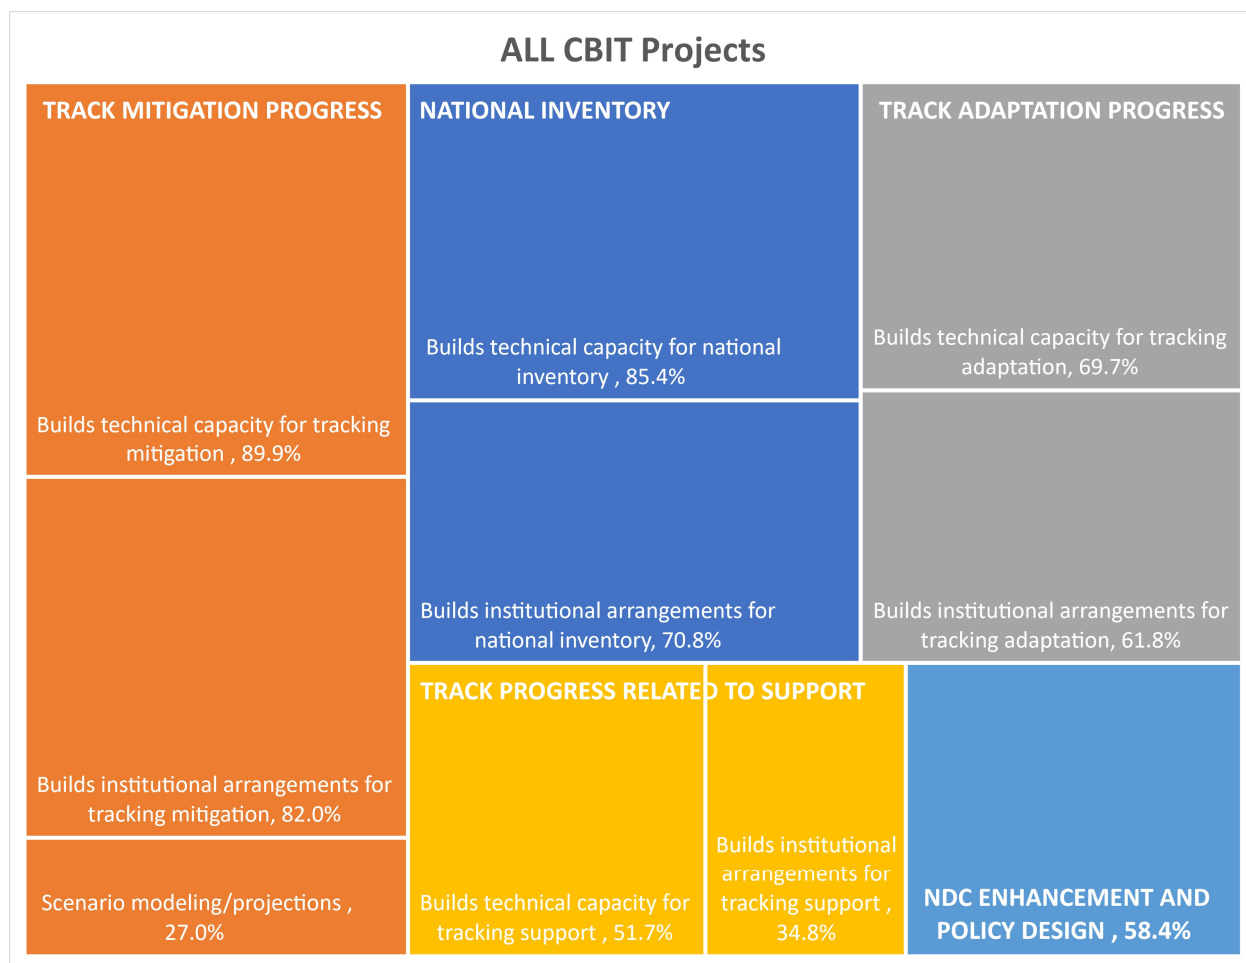 ALL CBIT Projects
TRACK MITIGATION PROGRESS
Builds technical capacity for tracking
mitigation , 89.9%
Builds institutional arrangements for
tracking mitigation, 82.0%
Scenario modeling/projections ,
27.0%
NATIONAL INVENTORY
Builds technical capacity for national
inventory , 85.4%
Builds institutional arrangements for
national inventory, 70.8%
TRACK ADAPTATION PROGRESS
Builds technical capacity for tracking
adaptation, 69.7%
Builds institutional arrangements for
tracking adaptation, 61.8%
TRACK PROGRESS RELATED TO SUPPORT
Builds technical capacity for
tracking support , 51.7%
Builds institutional
arrangements for
tracking support ,
34.8%
NDC ENHANCEMENT AND
POLICY DESIGN , 58.4%